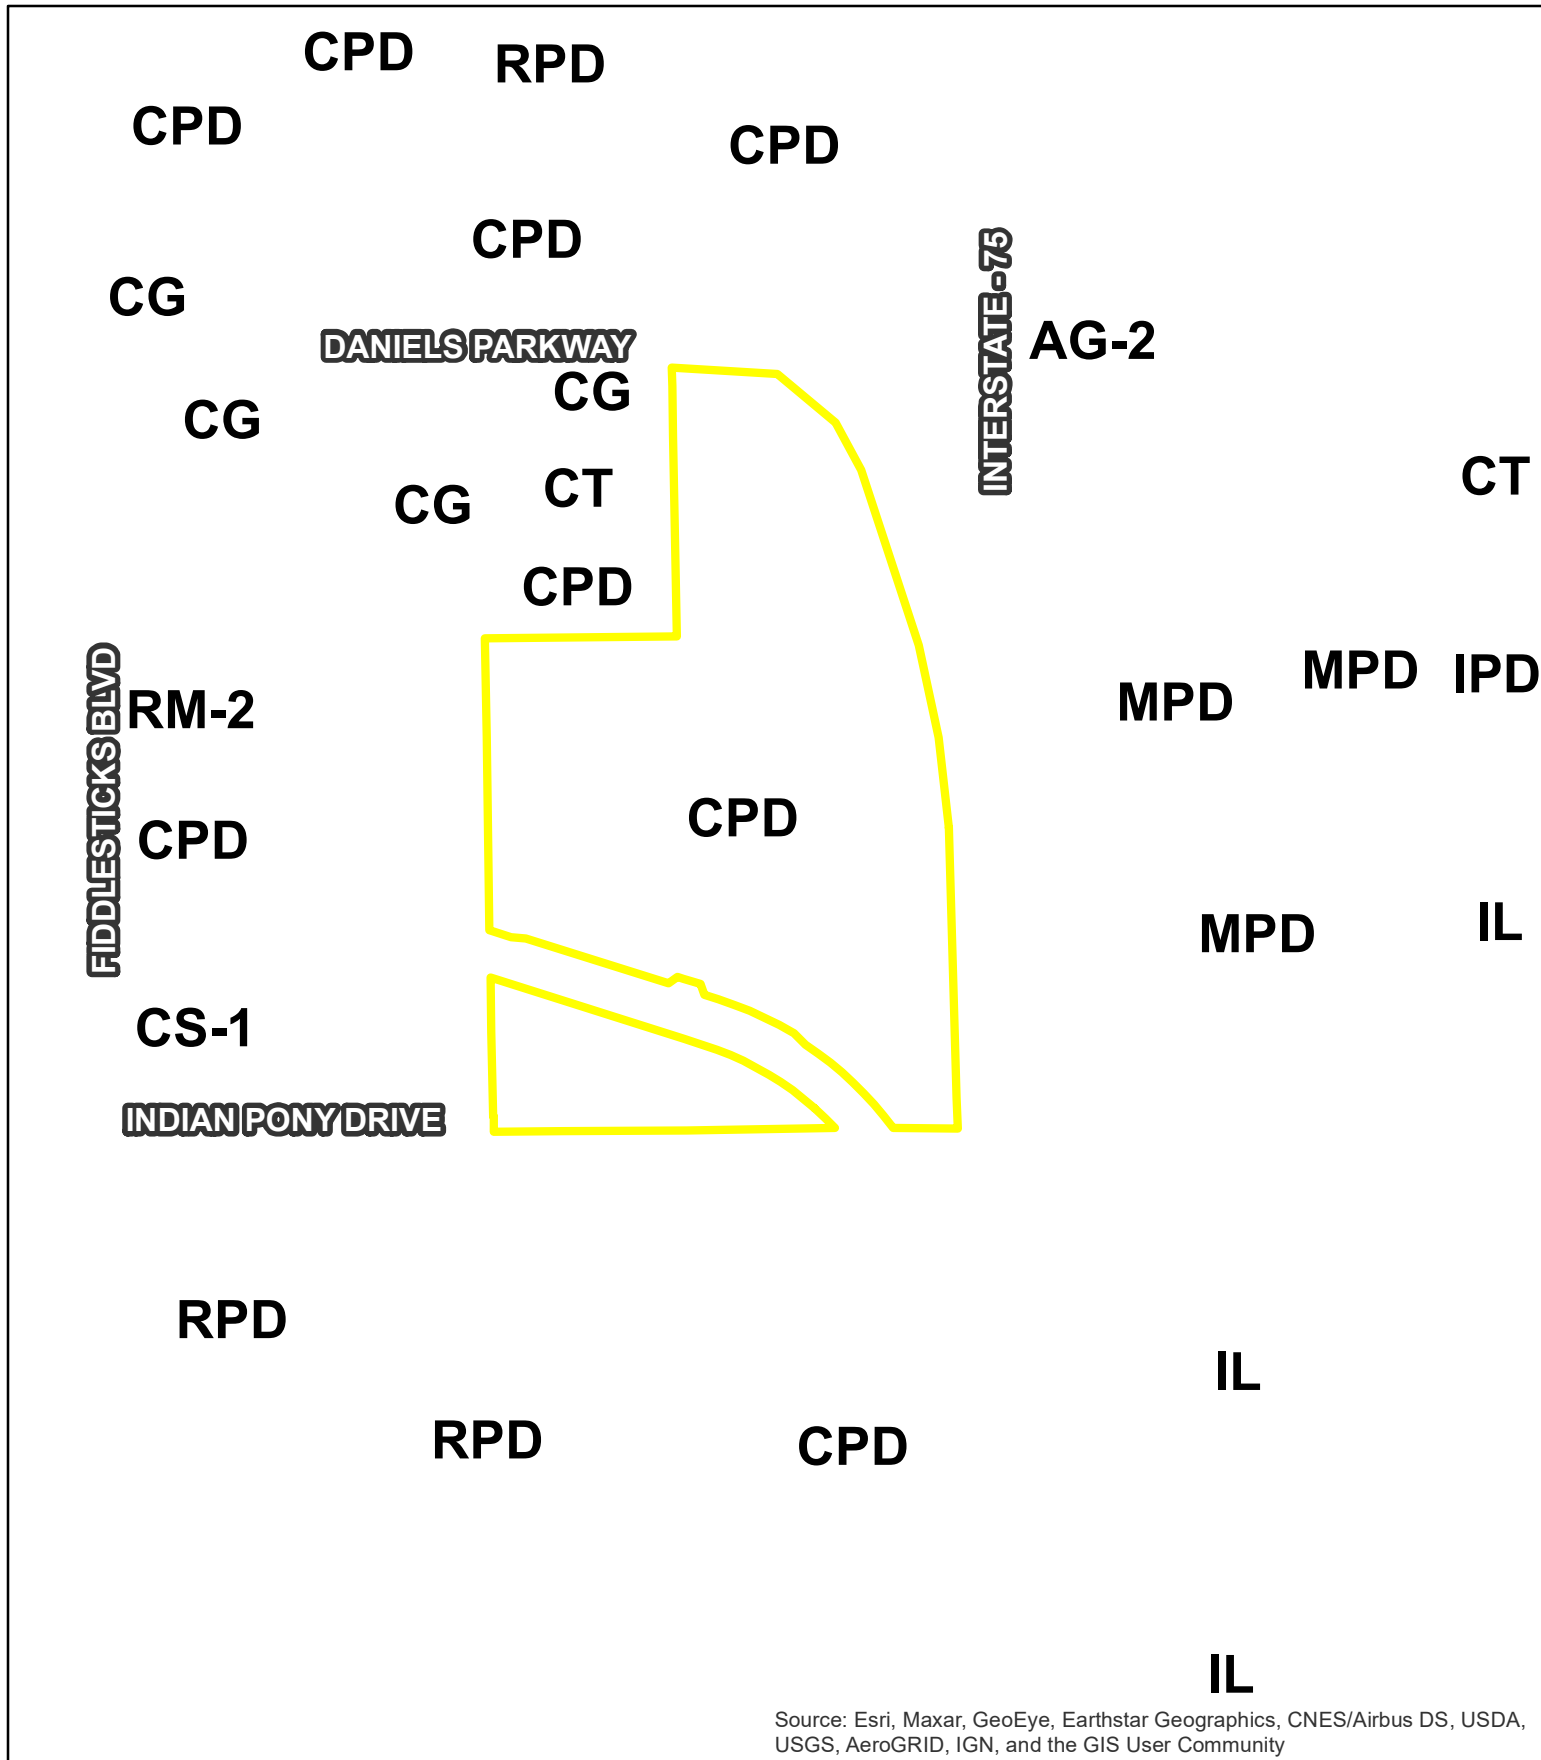 CPD
RPD
CPD
CPD
CPD
CG
INTERSTATE - 75
DANIELS PARKWAY
AG-2
CG
CG
CT
CG
CT
CPD
MPD
IPD
MPD
FIDDLESTICKS BLVD
RM-2
CPD
CPD
MPD
IL
CS-1
INDIAN PONY DRIVE
RPD
IL
RPD
CPD
IL
Source: Esri, Maxar, GeoEye, Earthstar Geographics, CNES/Airbus DS, USDA,
USGS, AeroGRID, IGN, and the GIS User Community